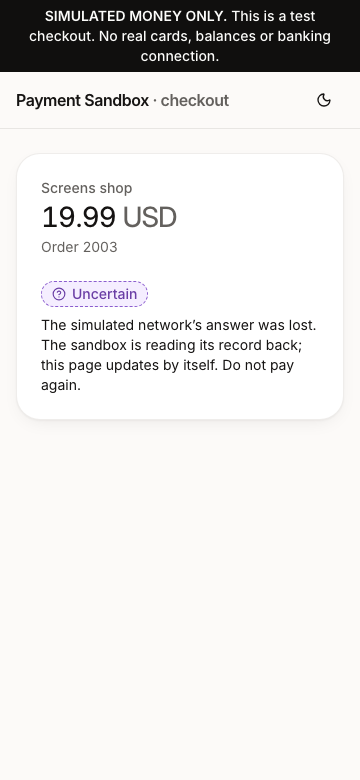 SIMULATED MONEY ONLY. This is a test
checkout. No real cards, balances or banking
connection.
Payment Sandbox · checkout
Screens shop
19.99 USD
Order 2003
Uncertain
The simulated network’s answer was lost.
The sandbox is reading its record back;
this page updates by itself. Do not pay
again.